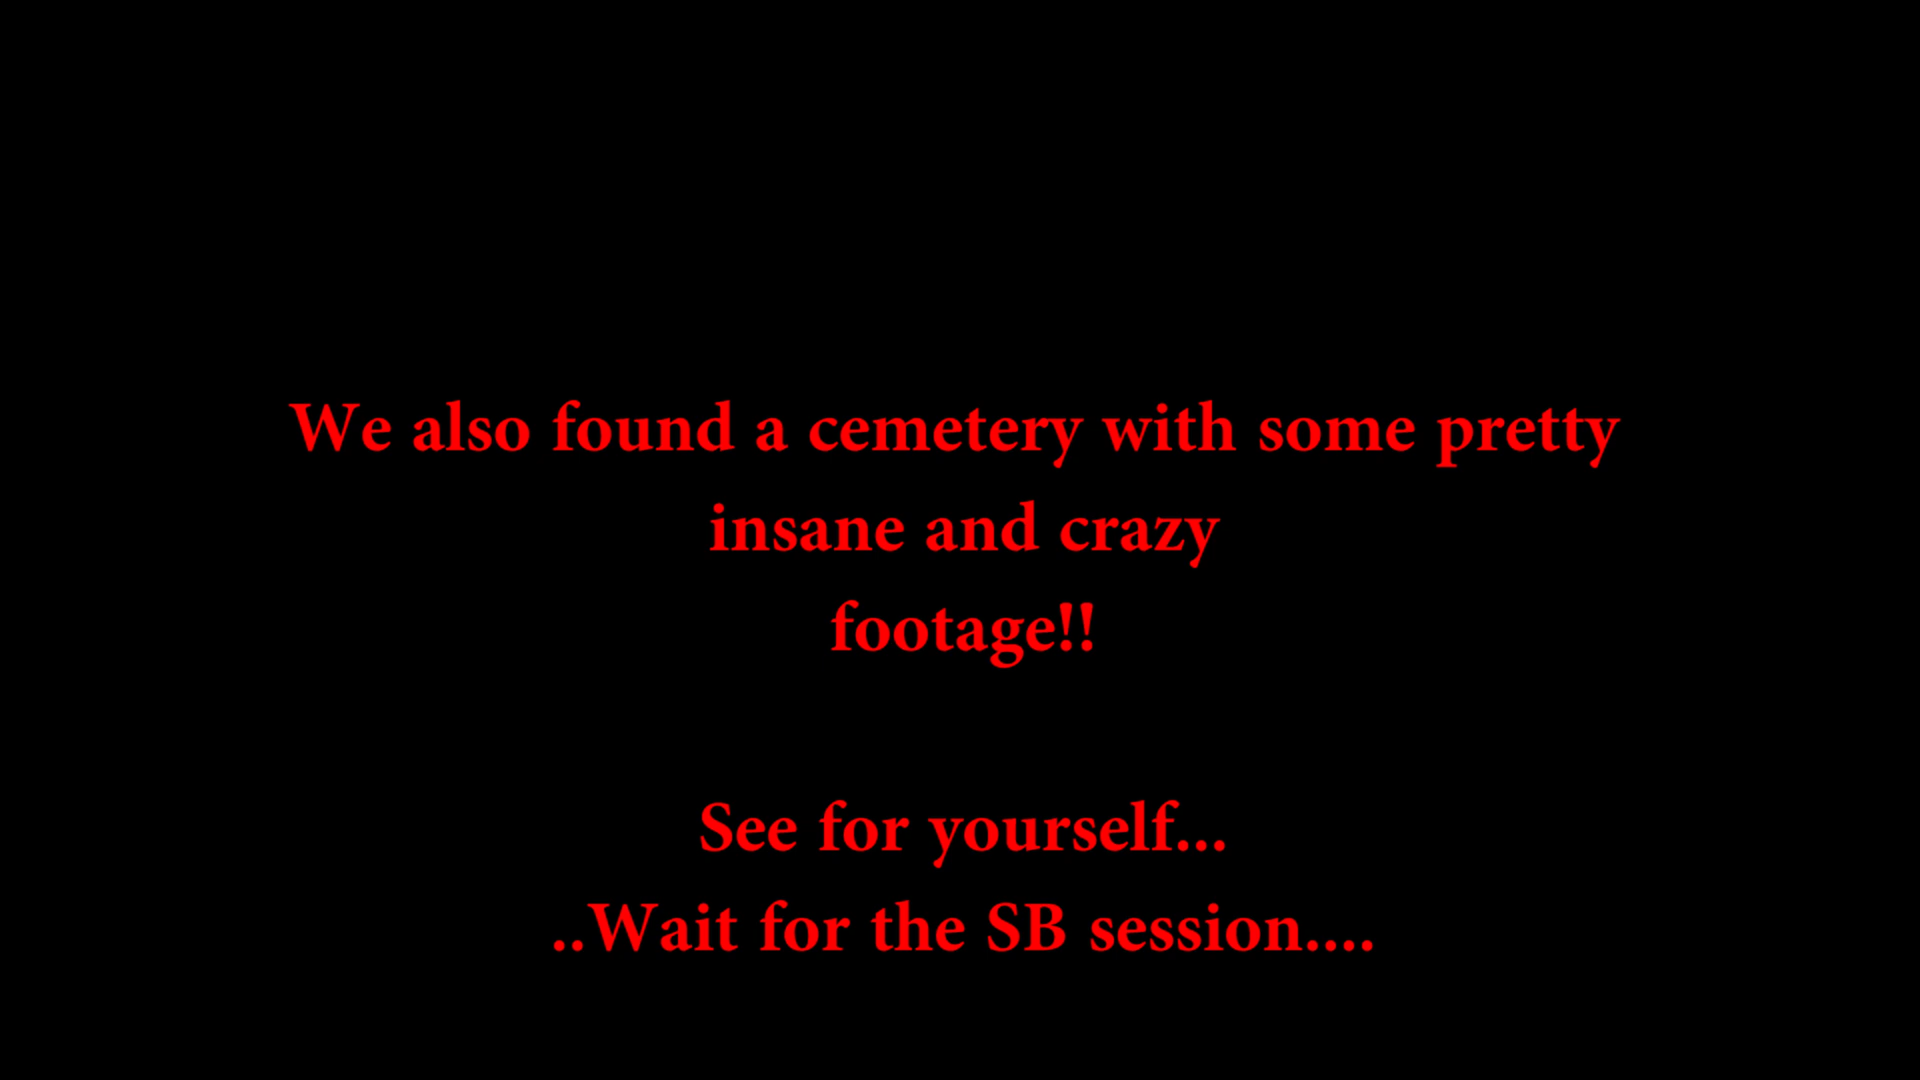 We also found a cemetery with some pretty
insane and crazy
footage!!
See for yourself...
..Wait for the SB session....